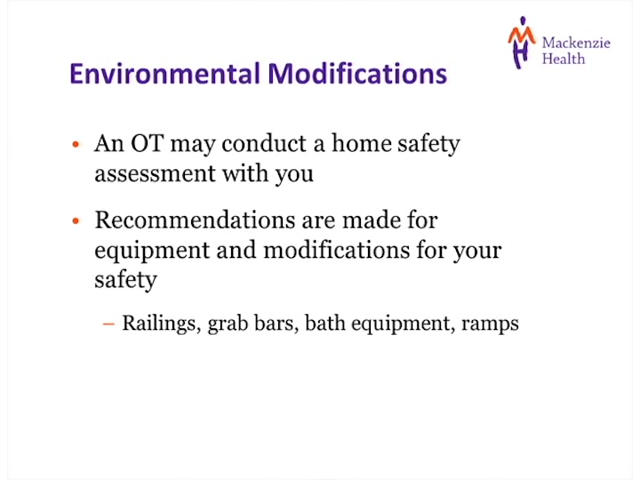 Mackenzie
Health
Environmental Modifications
• An OT may conduct a home safety
assessment with you
• Recommendations are made for
equipment and modifications for your
safety
– Railings, grab bars, bath equipment, ramps